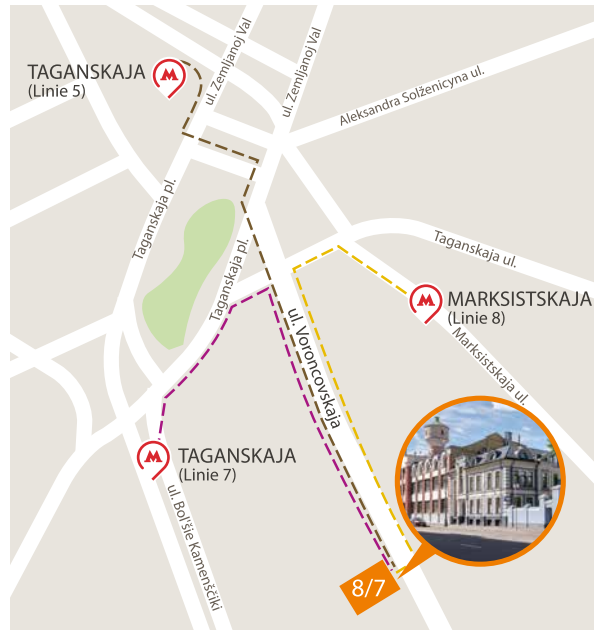 ul. Zemljanoj Val
ul. Zemljanoj Val
TAGANSKAJA
(Linie 5)
Aleksandra Solženicyna ul.
Taganskaja pl.
Taganskaja pl.
Taganskaja ul.
MARKSISTSKAJA
(Linie 8)
ul. Voroncovskaja
Marksistskaja ul.
TAGANSKAJA
(Linie 7)
ul. Bol'šie Kamenščiki
8/7